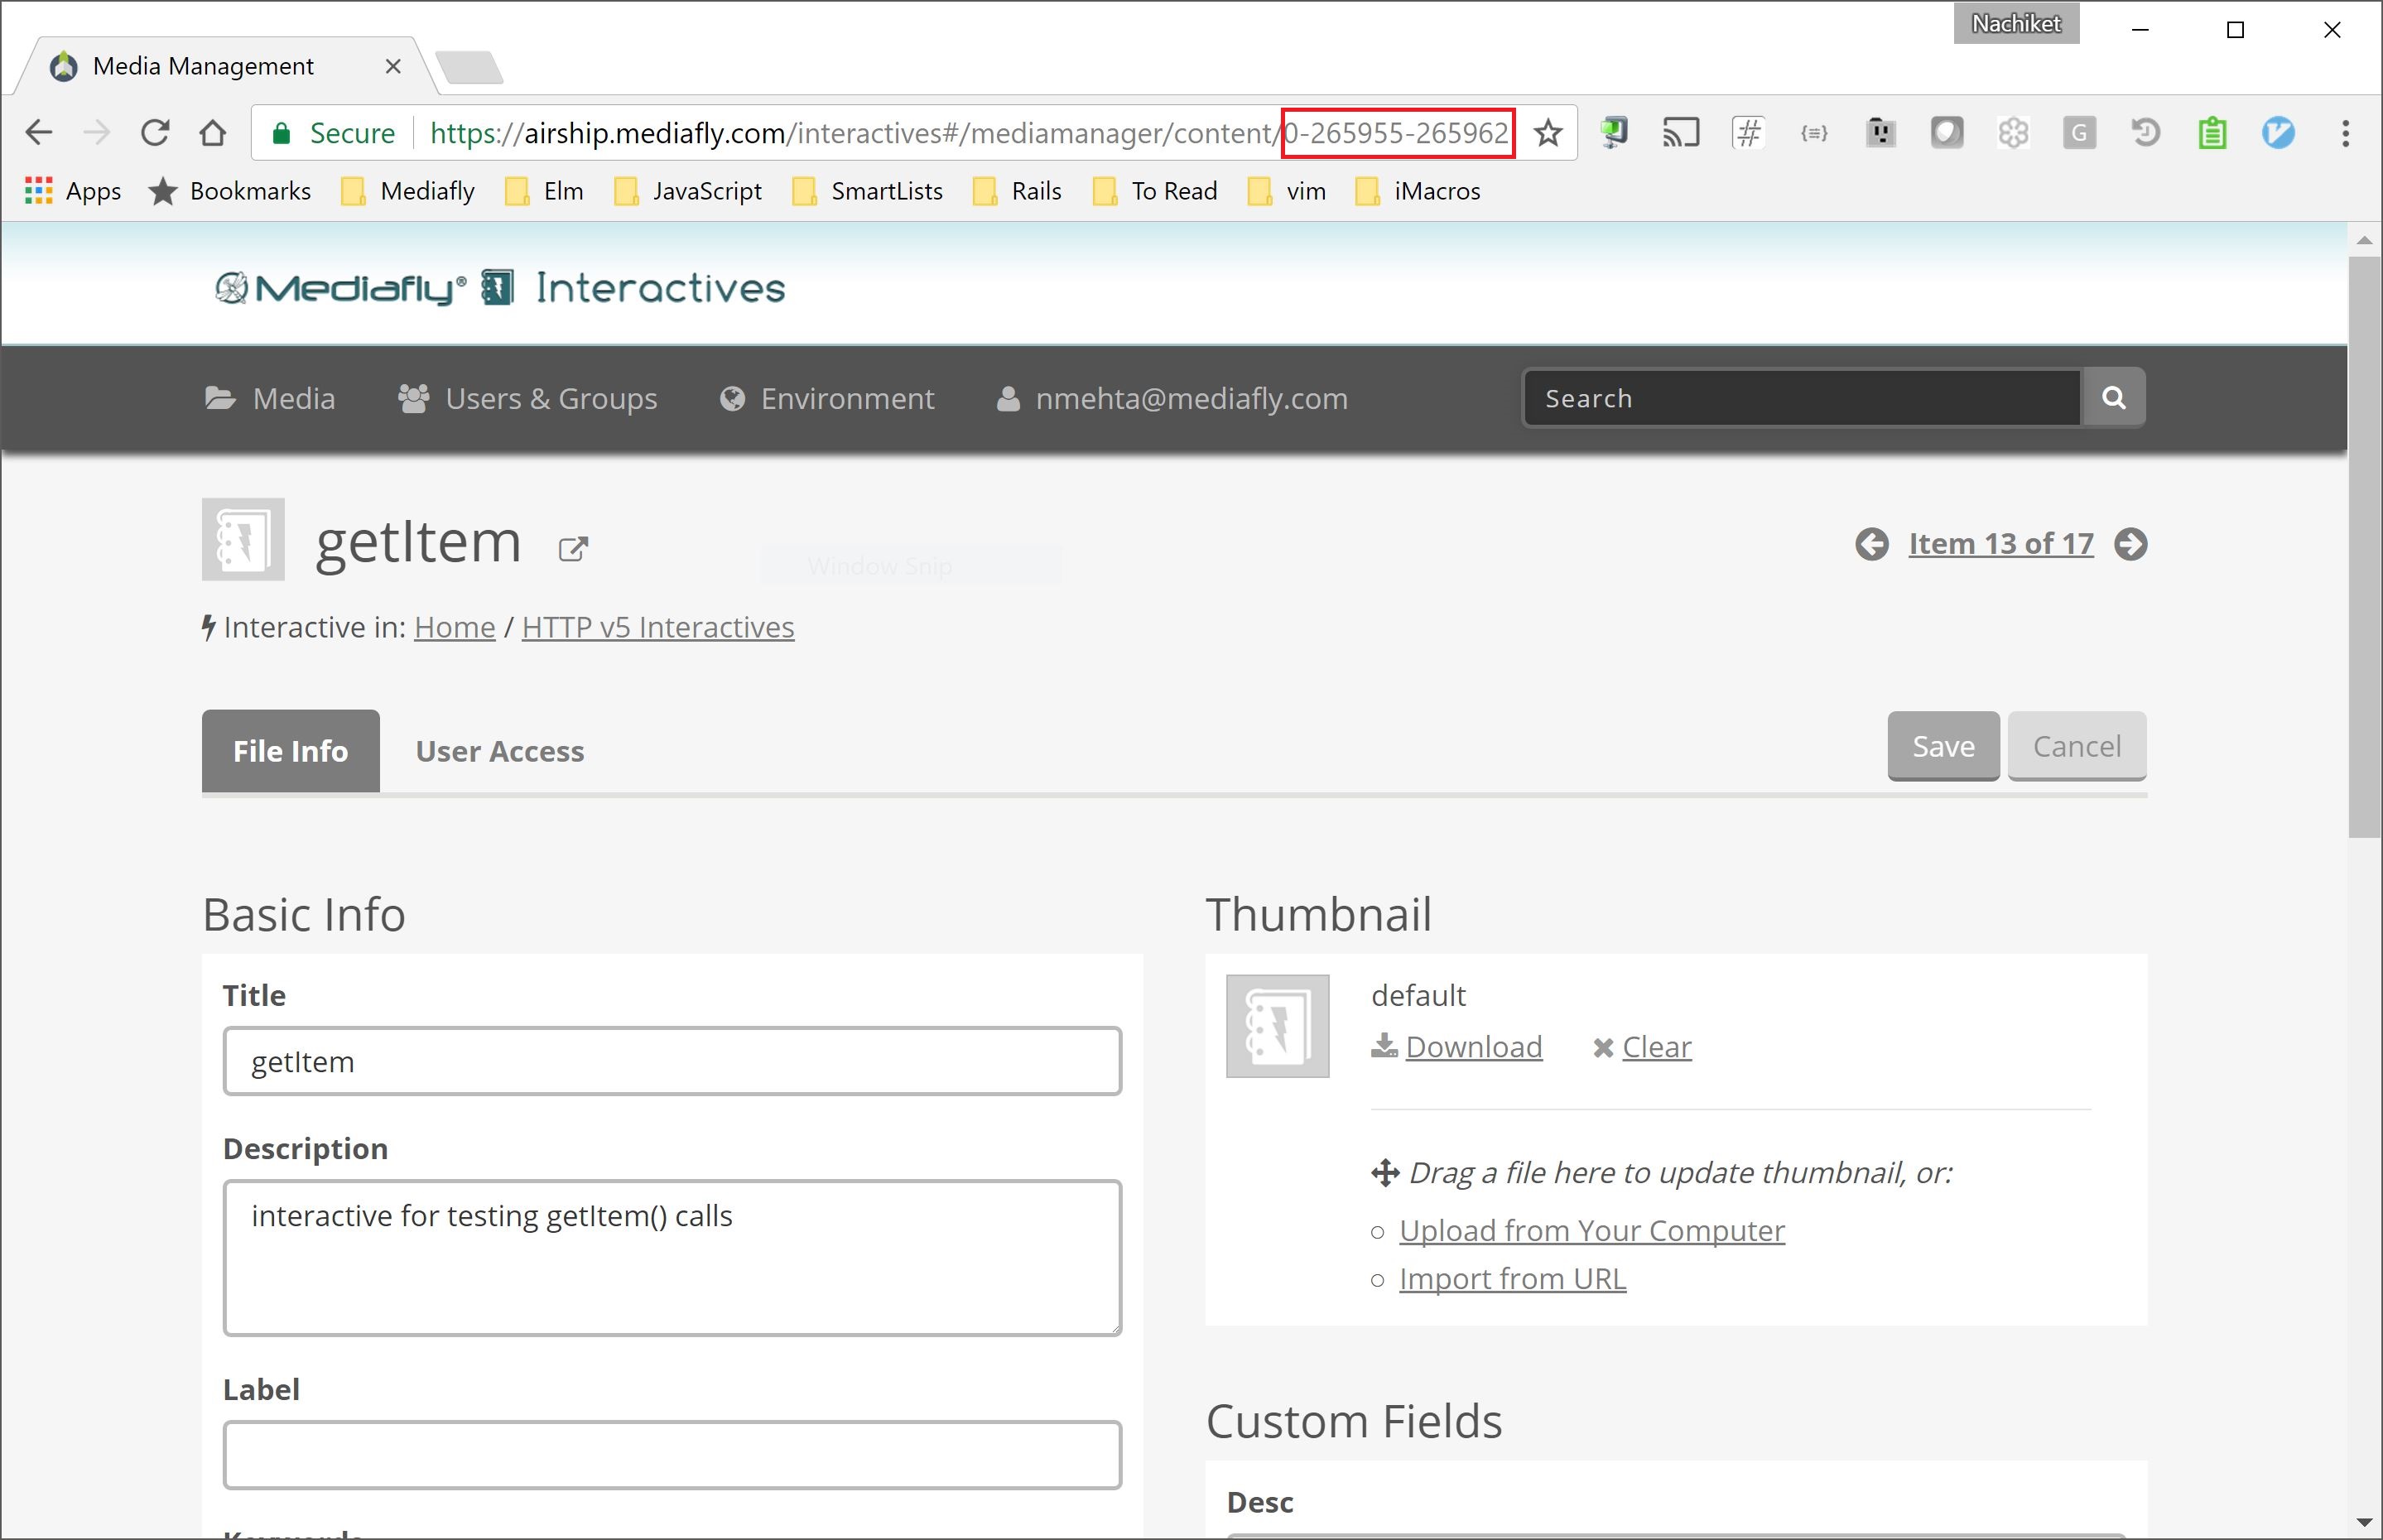 Nachiket
Media Management
Secure https://airship.mediafly.com/interactives#/mediamanager/content/0-265955-265962
Apps Bookmarks Mediafly Elm JavaScript SmartLists Rails To Read vim iMacros
Mediafly® Interactives
Media Users & Groups Environment nmehta@mediafly.com Search
getItem
Item 13 of 17
Window Snip
Interactive in: Home / HTTP v5 Interactives
File Info User Access Save Cancel
Basic Info
Title
getItem
Description
interactive for testing getItem() calls
Label
Keywords
Thumbnail
default
Download Clear
Drag a file here to update thumbnail, or:
Upload from Your Computer
Import from URL
Custom Fields
Desc